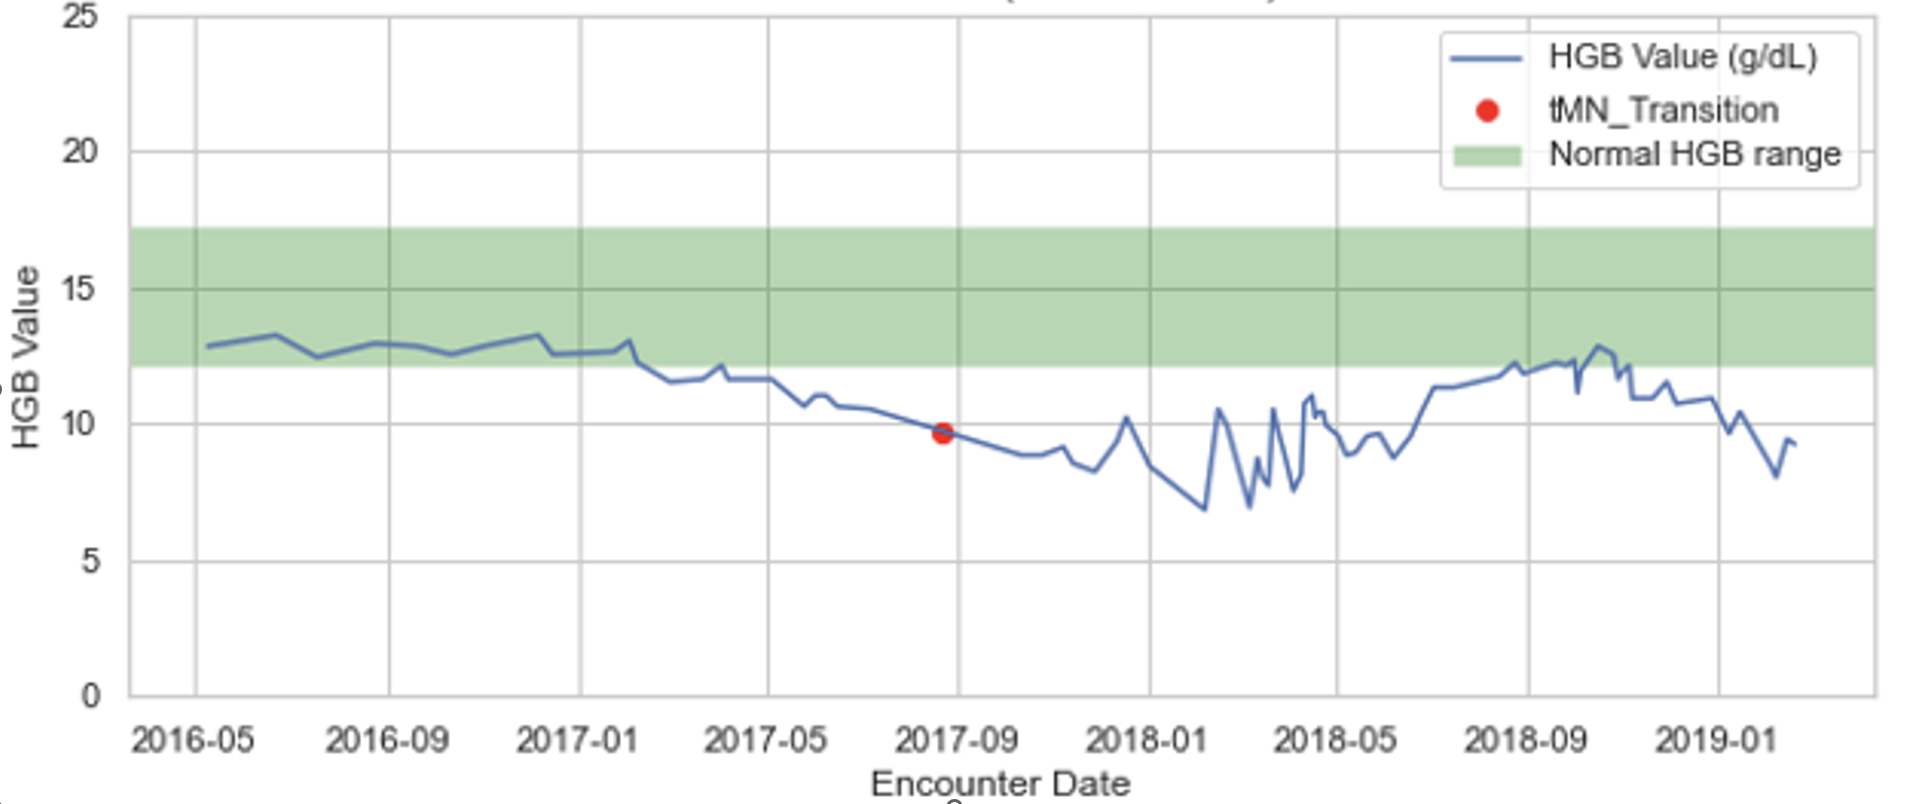 25
HGB Value (g/dL)
tMN_Transition
Normal HGB range
20
15
10
5
0
HGB Value
2016-05 2016-09 2017-01 2017-05 2017-09 2018-01 2018-05 2018-09 2019-01
Encounter Date